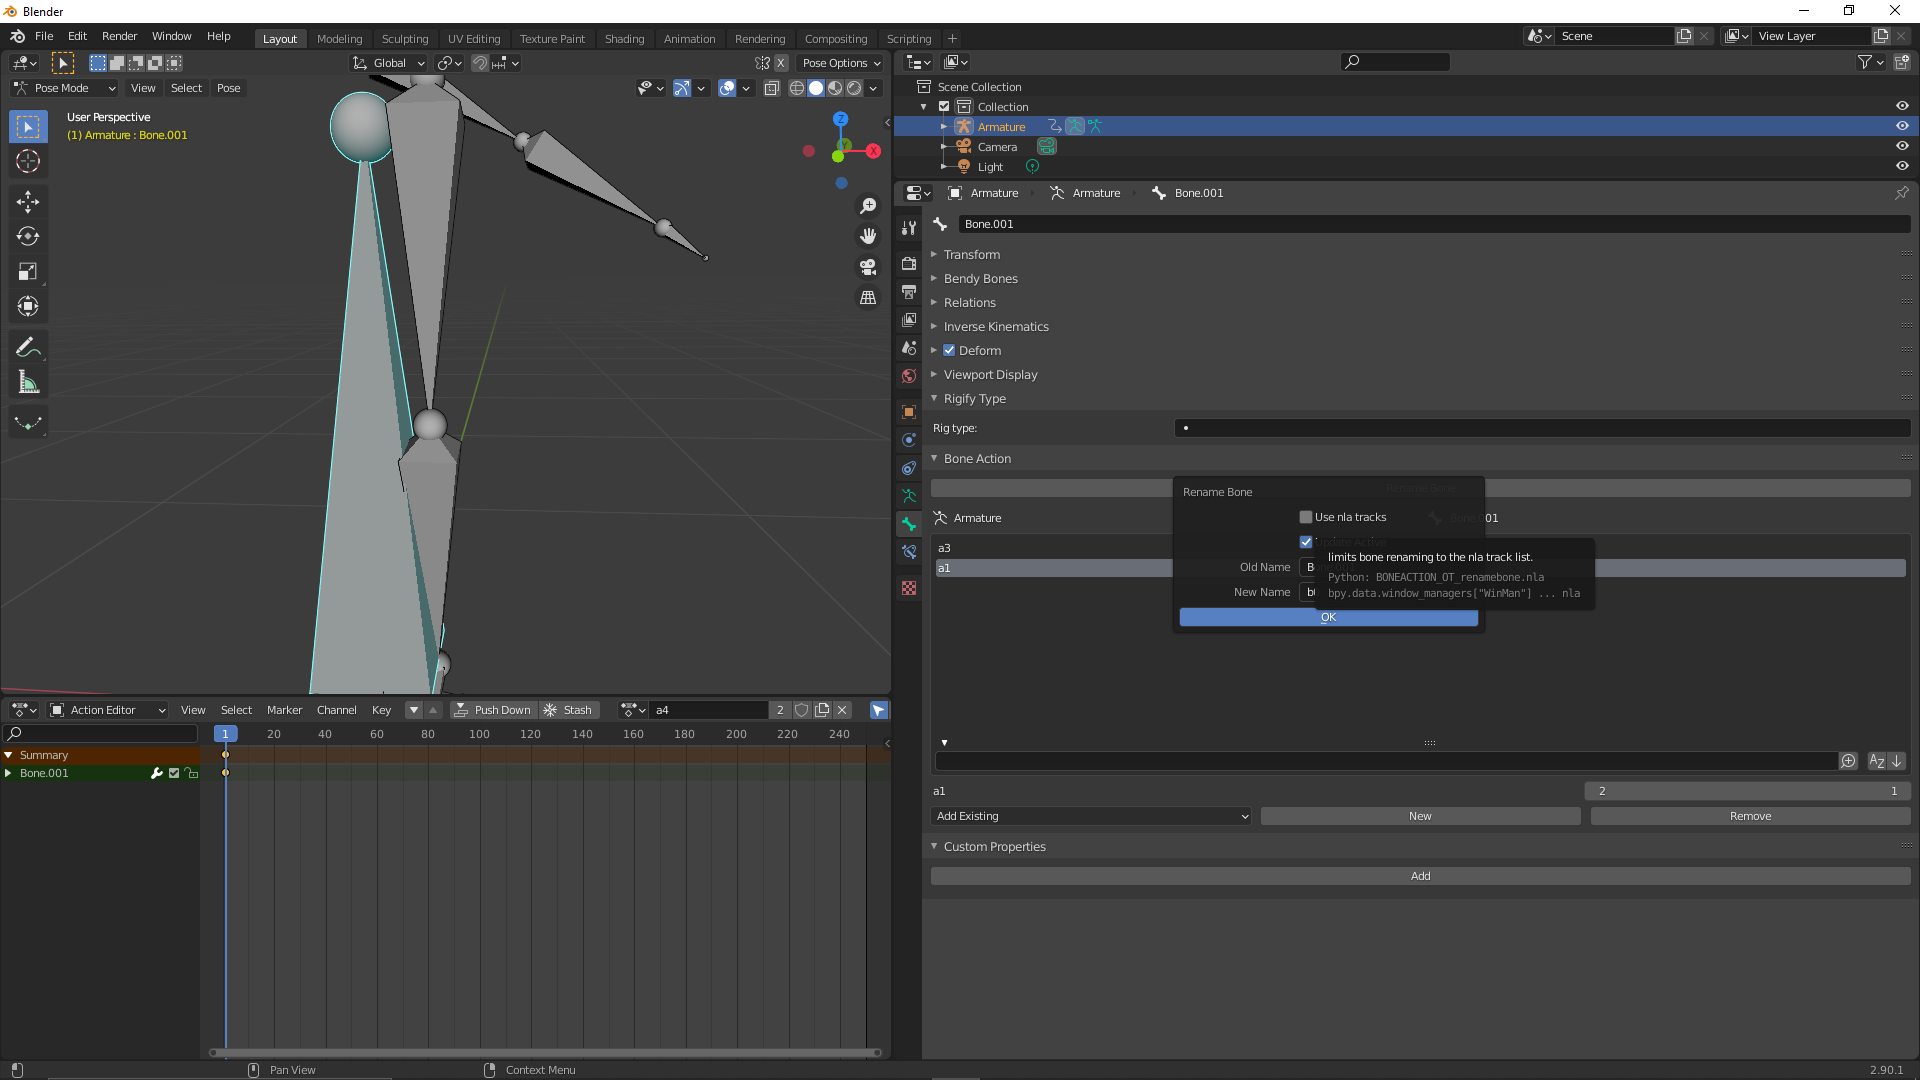 Blender
File Edit Render Window Help
Layout Modeling Sculpting UV Editing Texture Paint Shading Animation Rendering Compositing Scripting +
Scene
View Layer
Global
X
Pose Options
Pose Mode View Select Pose
User Perspective
(1) Armature : Bone.001
Z
Y
X
Scene Collection
Collection
Armature
Camera
Light
Armature Armature Bone.001
Bone.001
Transform
Bendy Bones
Relations
Inverse Kinematics
Deform
Viewport Display
Rigify Type
Rig type:
Bone Action
Rename Bone
Armature
Use nla tracks
a3
limits bone renaming to the nla track list.
a1
Old Name
Python: BONEACTION_OT_renamebone.nla
New Name
bpy.data.window_managers["WinMan"] ... nla
OK
a1
2 1
Add Existing New Remove
Custom Properties
Add
Action Editor View Select Marker Channel Key Push Down Stash a4 2
1 20 40 60 80 100 120 140 160 180 200 220 240
Summary
Bone.001
Pan View
Context Menu
2.90.1